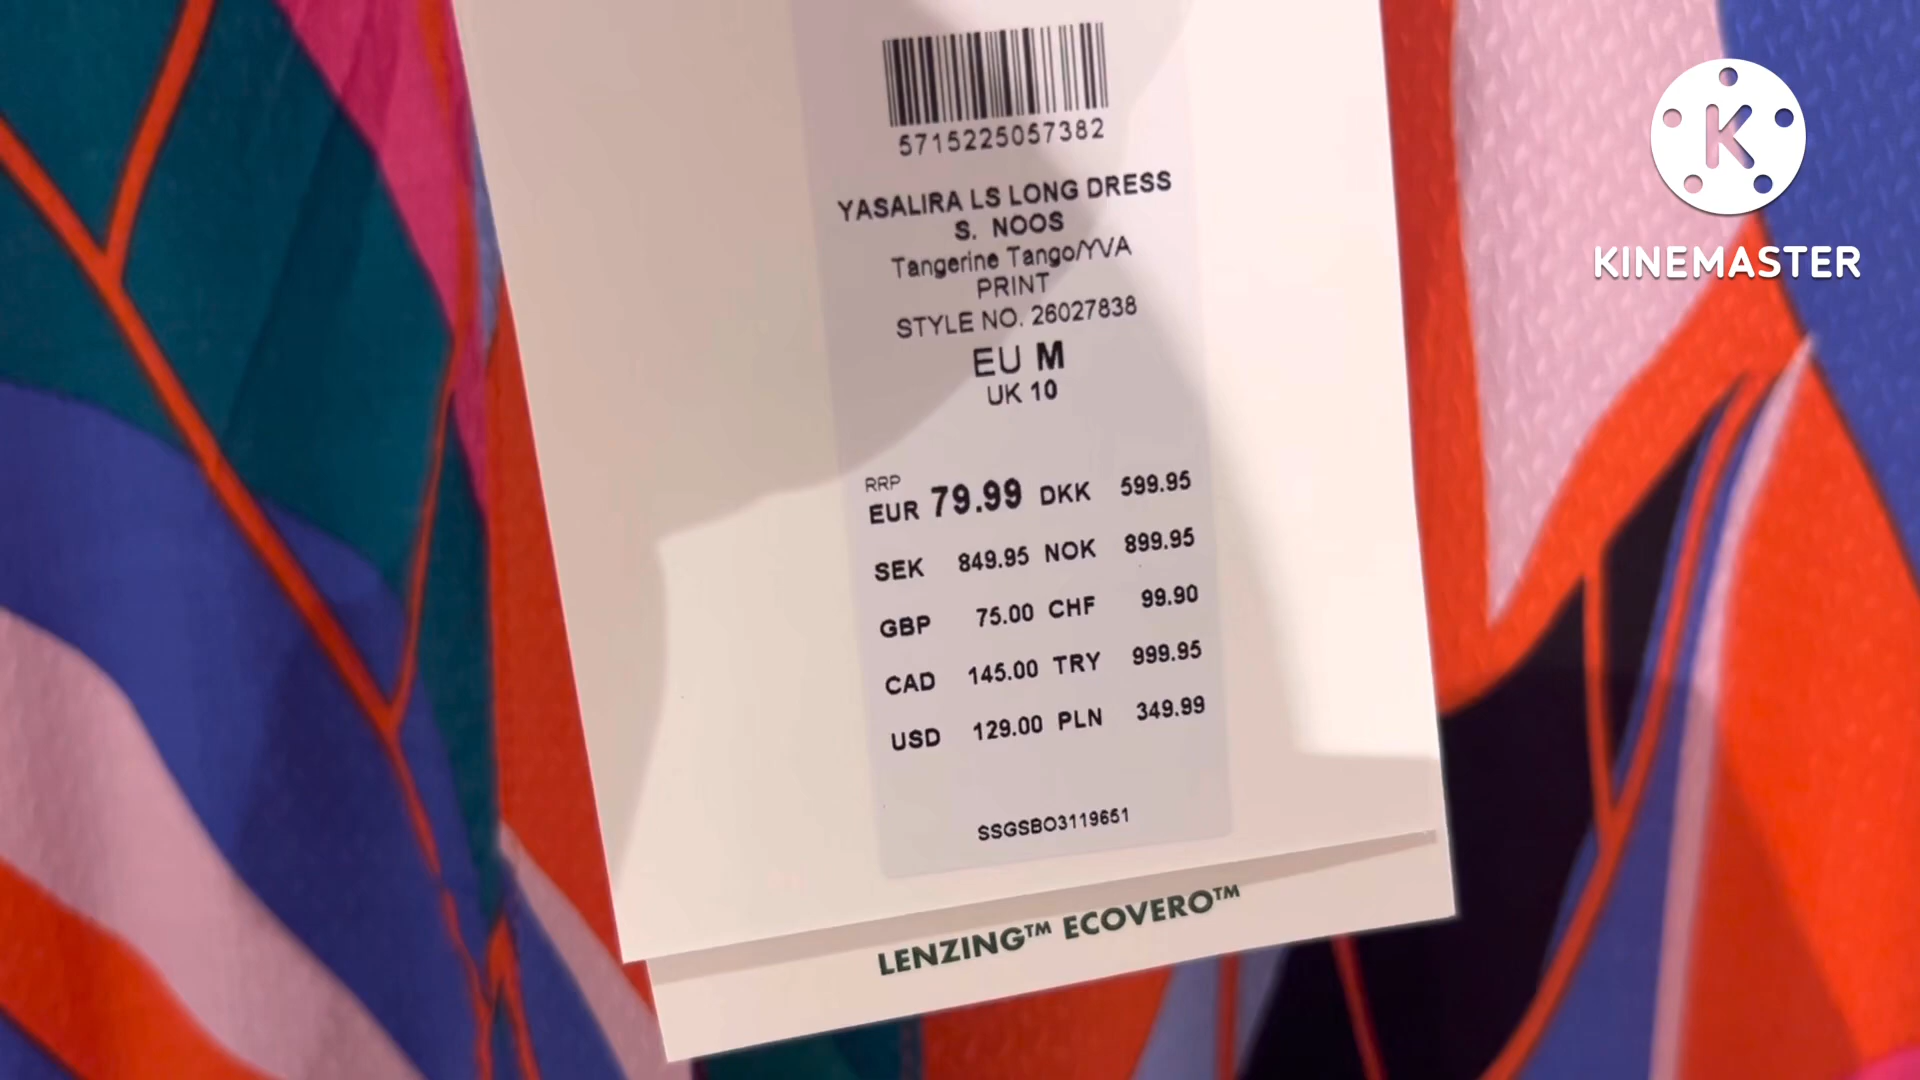 5715225057382
YASALIRA LS LONG DRESS
S. NOOS
Tangerine Tango/YVA
PRINT
STYLE NO. 26027838
EU M
UK 10
RRP
EUR 79.99 DKK 599.95
SEK 849.95 NOK 899.95
GBP 75.00 CHF 99.90
CAD 145.00 TRY 999.95
USD 129.00 PLN 349.99
SSGSBO3119651
LENZING™ ECOVERO™
K
KINEMASTER